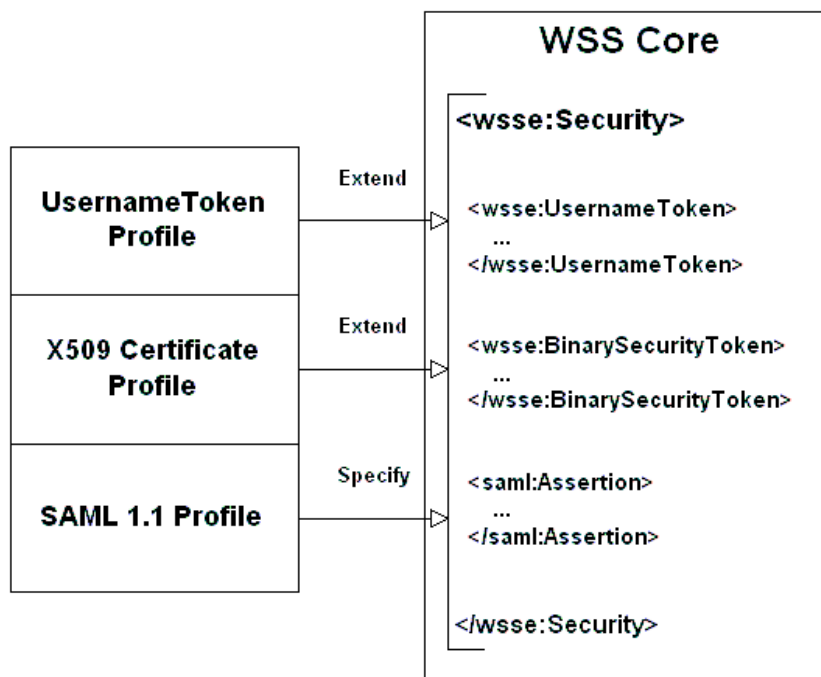 WSS Core
<wsse:Security>
UsernameToken
Profile
Extend
<wsse:UsernameToken>
...
</wsse:UsernameToken>
X509 Certificate
Profile
Extend
<wsse:BinarySecurityToken>
...
</wsse:BinarySecurityToken>
SAML 1.1 Profile
Specify
<saml:Assertion>
...
</saml:Assertion>
</wsse:Security>